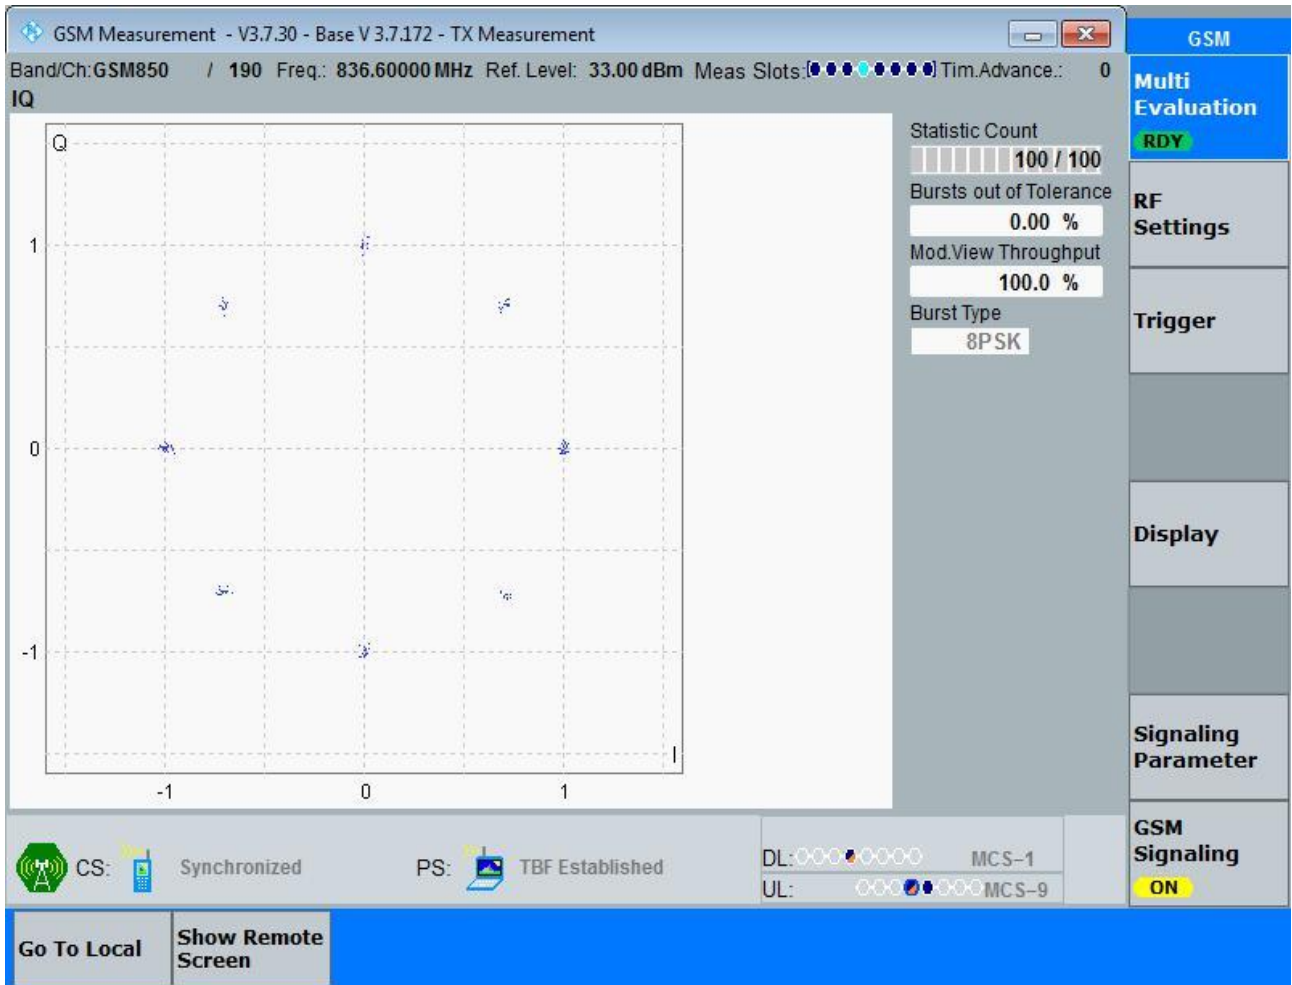 GSM Measurement - V3.7.30 - Base V 3.7.172 - TX Measurement
Band/Ch:GSM850 / 190 Freq.: 836.60000 MHz Ref. Level: 33.00 dBm Meas Slots: Tim.Advance.: 0
IQ
Q
1
0
-1
I
-1 0 1
Statistic Count
100 / 100
Bursts out of Tolerance
0.00 %
Mod.View Throughput
100.0 %
Burst Type
8PSK
CS: Synchronized PS: TBF Established
DL: MCS-1
UL: MCS-9
GSM
Multi
Evaluation
RDY
RF
Settings
Trigger
Display
Signaling
Parameter
GSM
Signaling
ON
Go To Local
Show Remote
Screen